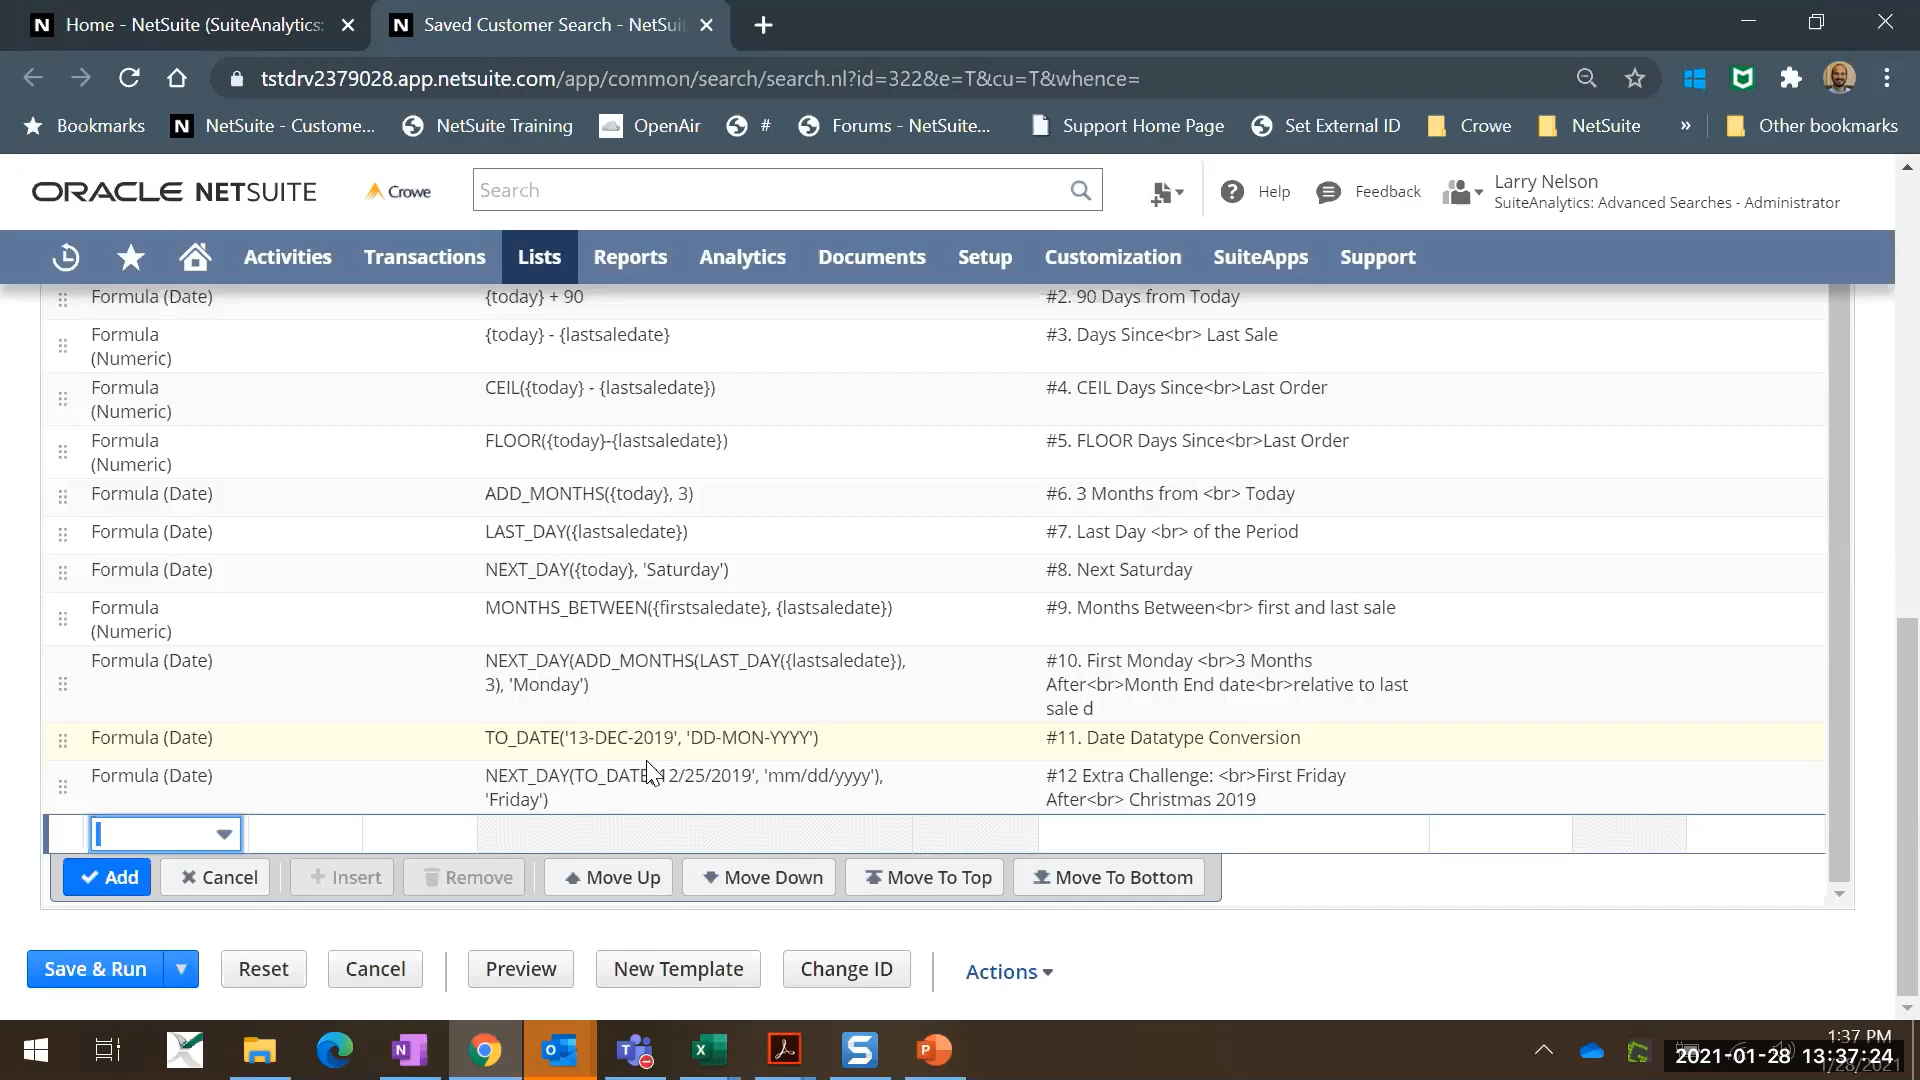 Home - NetSuite (SuiteAnalytics:
Saved Customer Search - NetSui
tstdrv2379028.app.netsuite.com/app/common/search/search.nl?id=322&e=T&cu=T&whence=
Bookmarks
NetSuite - Custome...
NetSuite Training
OpenAir
#
Forums - NetSuite...
Support Home Page
Set External ID
Crowe
NetSuite
»
Other bookmarks
ORACLE NETSUITE
Crowe
Search
Help
Feedback
Larry Nelson
SuiteAnalytics: Advanced Searches - Administrator
Activities
Transactions
Lists
Reports
Analytics
Documents
Setup
Customization
SuiteApps
Support
Formula (Date) {today} + 90 #2. 90 Days from Today
Formula {today} - {lastsaledate} #3. Days Since<br> Last Sale
(Numeric)
Formula CEIL({today} - {lastsaledate}) #4. CEIL Days Since<br>Last Order
(Numeric)
Formula FLOOR({today}-{lastsaledate}) #5. FLOOR Days Since<br>Last Order
(Numeric)
Formula (Date) ADD_MONTHS({today}, 3) #6. 3 Months from <br> Today
Formula (Date) LAST_DAY({lastsaledate}) #7. Last Day <br> of the Period
Formula (Date) NEXT_DAY({today}, 'Saturday') #8. Next Saturday
Formula MONTHS_BETWEEN({firstsaledate}, {lastsaledate}) #9. Months Between<br> first and last sale
(Numeric)
Formula (Date) NEXT_DAY(ADD_MONTHS(LAST_DAY({lastsaledate}), #10. First Monday <br>3 Months
3), 'Monday') After<br>Month End date<br>relative to last
sale d
Formula (Date) TO_DATE('13-DEC-2019', 'DD-MON-YYYY') #11. Date Datatype Conversion
Formula (Date) NEXT_DAY(TO_DATE 12/25/2019', 'mm/dd/yyyy'), #12 Extra Challenge: <br>First Friday
'Friday') After<br> Christmas 2019
Add
Cancel
Insert
Remove
Move Up
Move Down
Move To Top
Move To Bottom
Save & Run
Reset
Cancel
Preview
New Template
Change ID
Actions
1:37 PM
2021-01-28 13:37:24